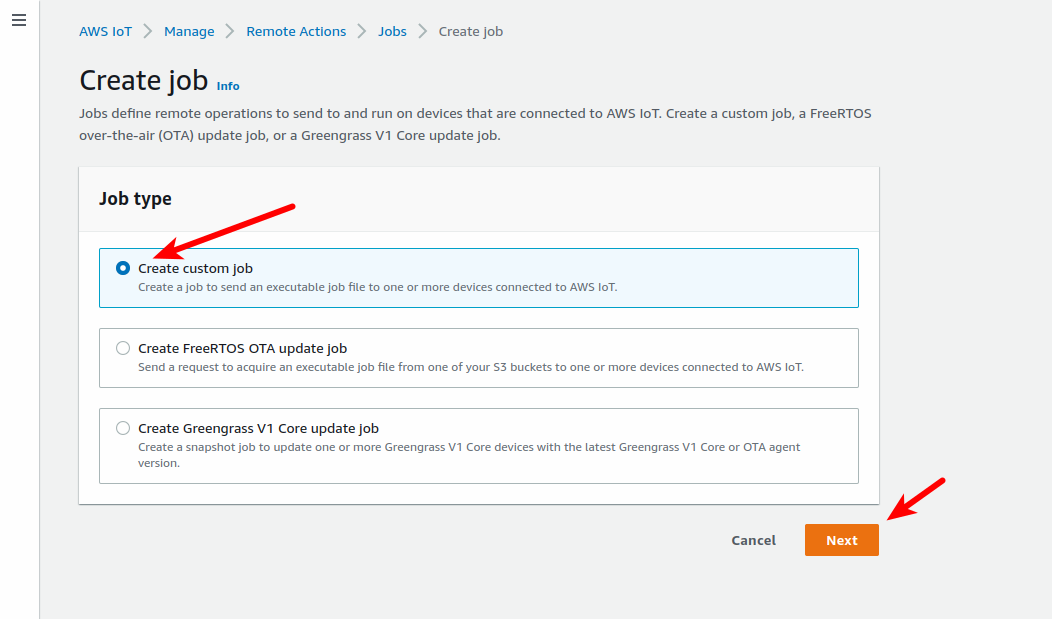 AWS IoT > Manage > Remote Actions > Jobs > Create job
Create job Info
Jobs define remote operations to send to and run on devices that are connected to AWS IoT. Create a custom job, a FreeRTOS
over-the-air (OTA) update job, or a Greengrass V1 Core update job.
Job type
Create custom job
Create a job to send an executable job file to one or more devices connected to AWS IoT.
Create FreeRTOS OTA update job
Send a request to acquire an executable job file from one of your S3 buckets to one or more devices connected to AWS IoT.
Create Greengrass V1 Core update job
Create a snapshot job to update one or more Greengrass V1 Core devices with the latest Greengrass V1 Core or OTA agent
version.
Cancel Next